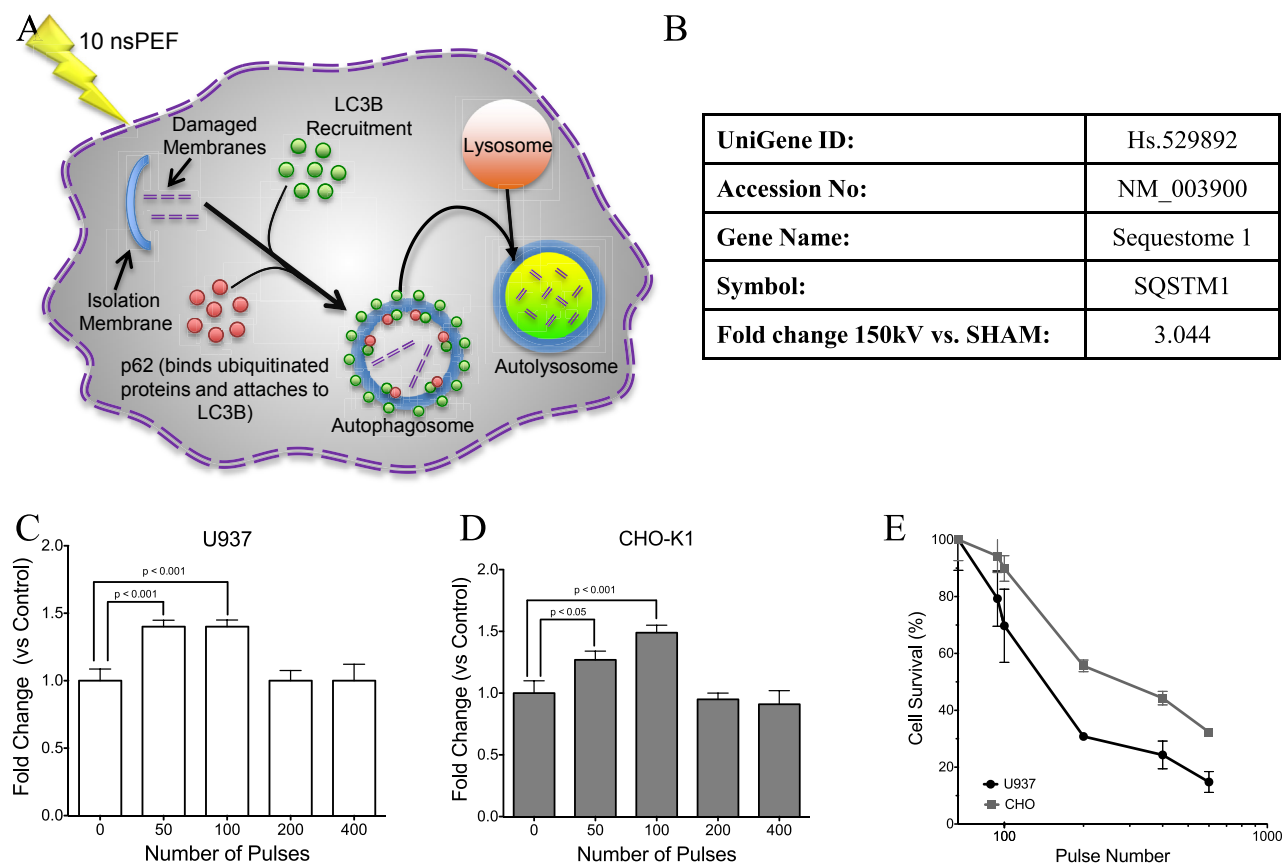 A
10 nsPEF
Damaged
Membranes
LC3B
Recruitment
Lysosome
Isolation
Membrane
p62 (binds ubiquitinated
proteins and attaches to
LC3B)
Autophagosome
Autolysosome
B
UniGene ID: Hs.529892
Accession No: NM_003900
Gene Name: Sequestome 1
Symbol: SQSTM1
Fold change 150kV vs. SHAM: 3.044
C
U937
Fold Change (vs Control)
2.0
1.5
1.0
0.5
0.0
p < 0.001
p < 0.001
0 50 100 200 400
Number of Pulses
D
CHO-K1
Fold Change (vs Control)
2.0
1.5
1.0
0.5
0.0
p < 0.001
p < 0.05
0 50 100 200 400
Number of Pulses
E
Cell Survival (%)
100
80
60
40
20
0
U937
CHO
100 1000
Pulse Number